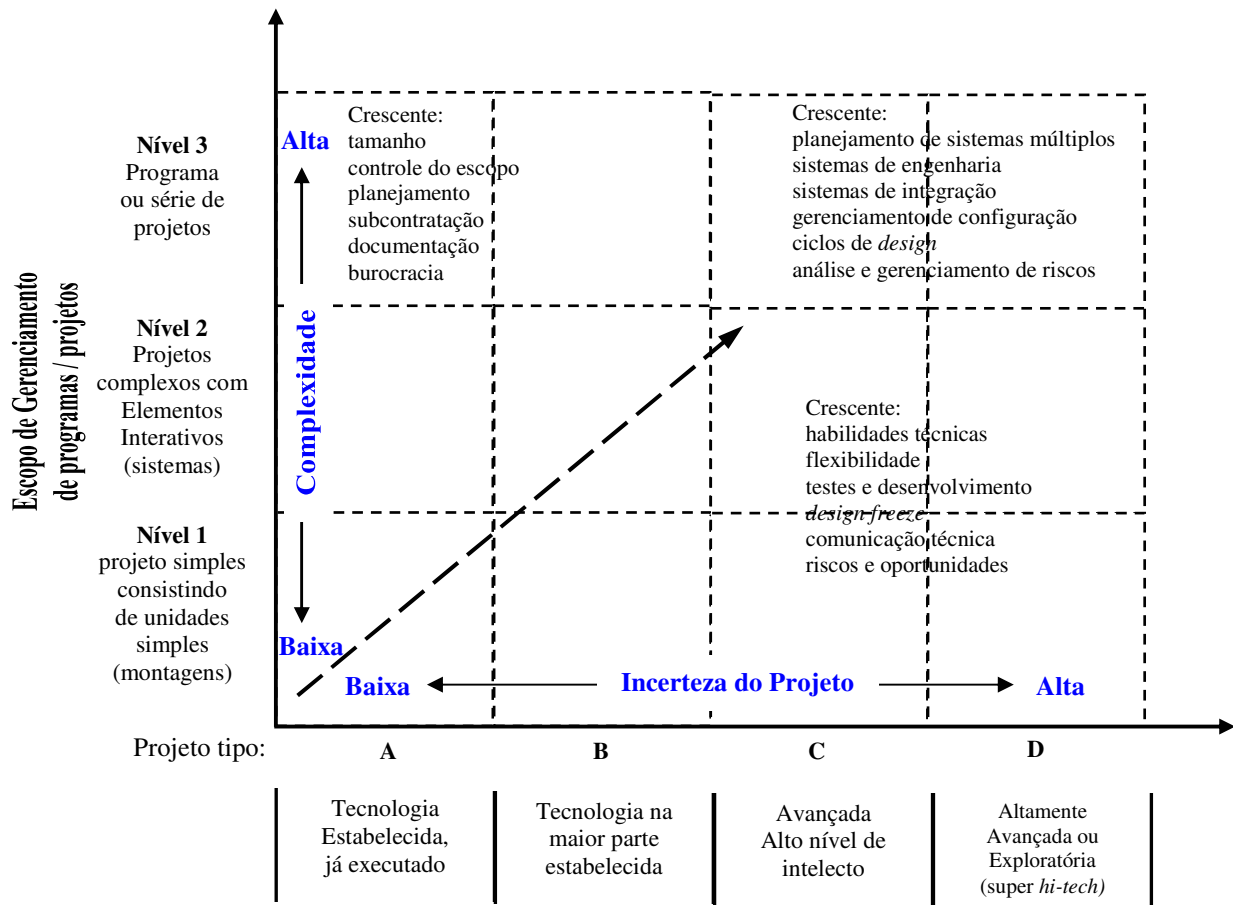 Escopo de Gerenciamento
de programas / projetos
Nível 3
Programa
ou série de
projetos
Nível 2
Projetos
complexos com
Elementos
Interativos
(sistemas)
Nível 1
projeto simples
consistindo
de unidades
simples
(montagens)
Alta
Complexidade
Baixa
Crescente:
tamanho
controle do escopo
planejamento
subcontratação
documentação
burocracia
Crescente:
planejamento de sistemas múltiplos
sistemas de engenharia
sistemas de integração
gerenciamento de configuração
ciclos de design
análise e gerenciamento de riscos
Crescente:
habilidades técnicas
flexibilidade
testes e desenvolvimento
design freeze
comunicação técnica
riscos e oportunidades
Baixa
Incerteza do Projeto
Alta
Projeto tipo:
A
B
C
D
Tecnologia
Estabelecida,
já executado
Tecnologia na
maior parte
estabelecida
Avançada
Alto nível de
intelecto
Altamente
Avançada ou
Exploratória
(super hi-tech)